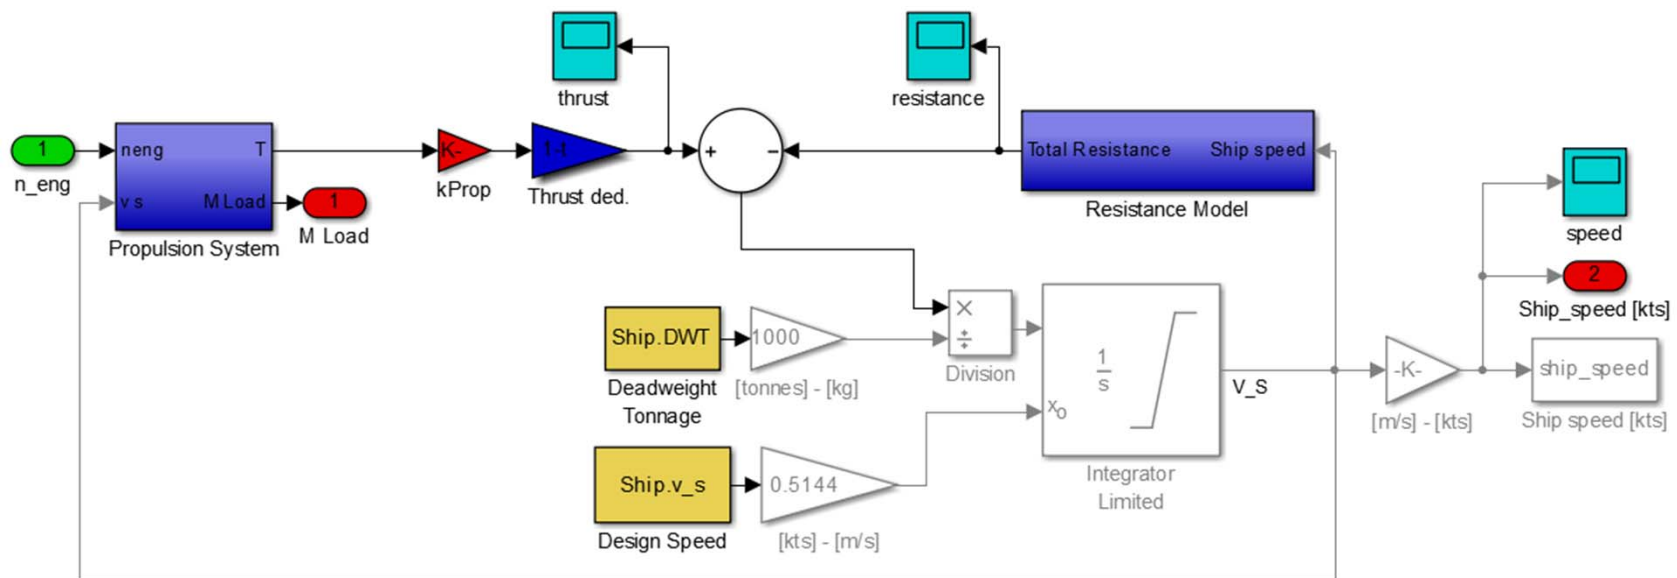 thrust
resistance
1
n_eng
neng
T
v s
M Load
Propulsion System
1
M Load
K-
kProp
1-t
Thrust ded.
+
−
Total Resistance
Ship speed
Resistance Model
speed
2
Ship_speed [kts]
Ship.DWT
Deadweight
Tonnage
1000
[tonnes] - [kg]
×
÷
Division
1
s
x0
Integrator
Limited
V_S
-K-
[m/s] - [kts]
ship_speed
Ship speed [kts]
Ship.v_s
Design Speed
0.5144
[kts] - [m/s]